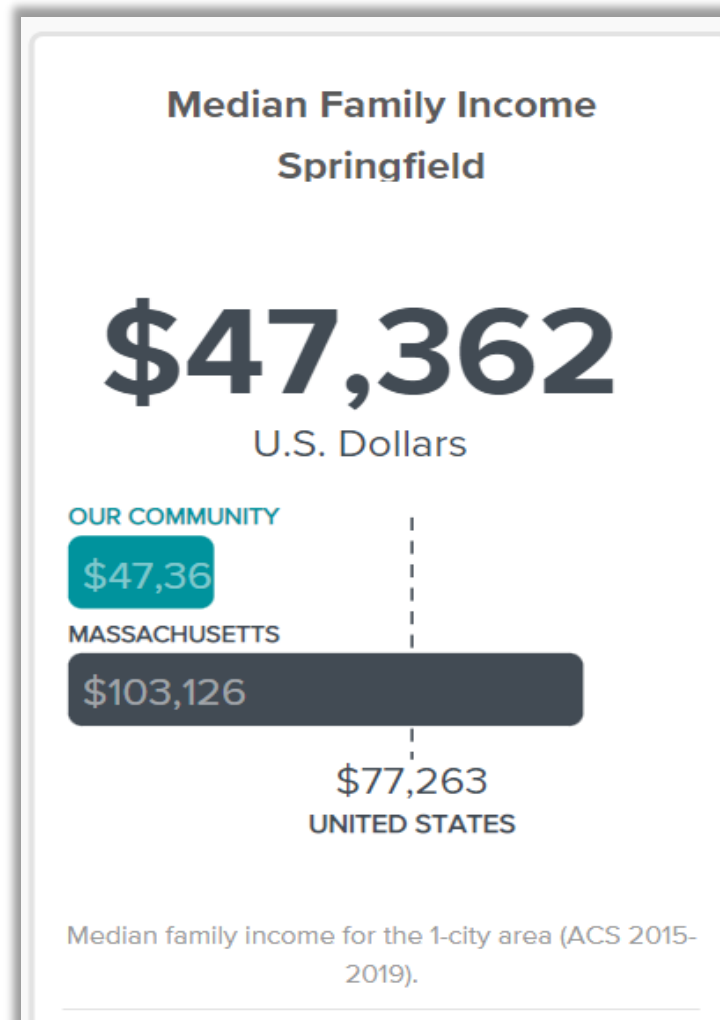 Median Family Income
Springfield
$47,362
U.S. Dollars
OUR COMMUNITY
$47,36
MASSACHUSETTS
$103,126
$77,263
UNITED STATES
Median family income for the 1-city area (ACS 2015-
2019).